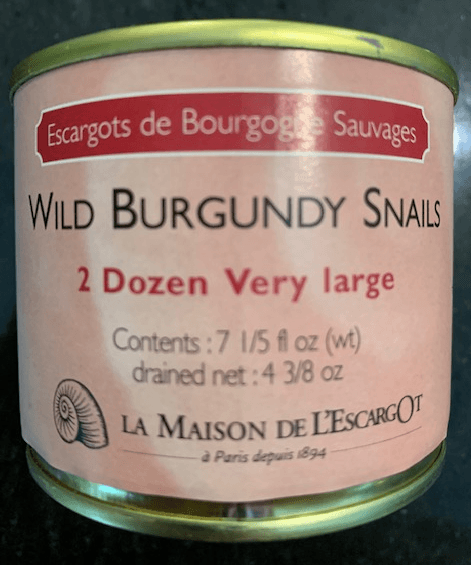 Escargots de Bourgogne Sauvages
WILD BURGUNDY SNAILS
2 Dozen Very large
Contents : 7 1/5 fl oz (wt)
drained net : 4 3/8 oz
LA MAISON DE L'ESCARGOT
à Paris depuis 1894